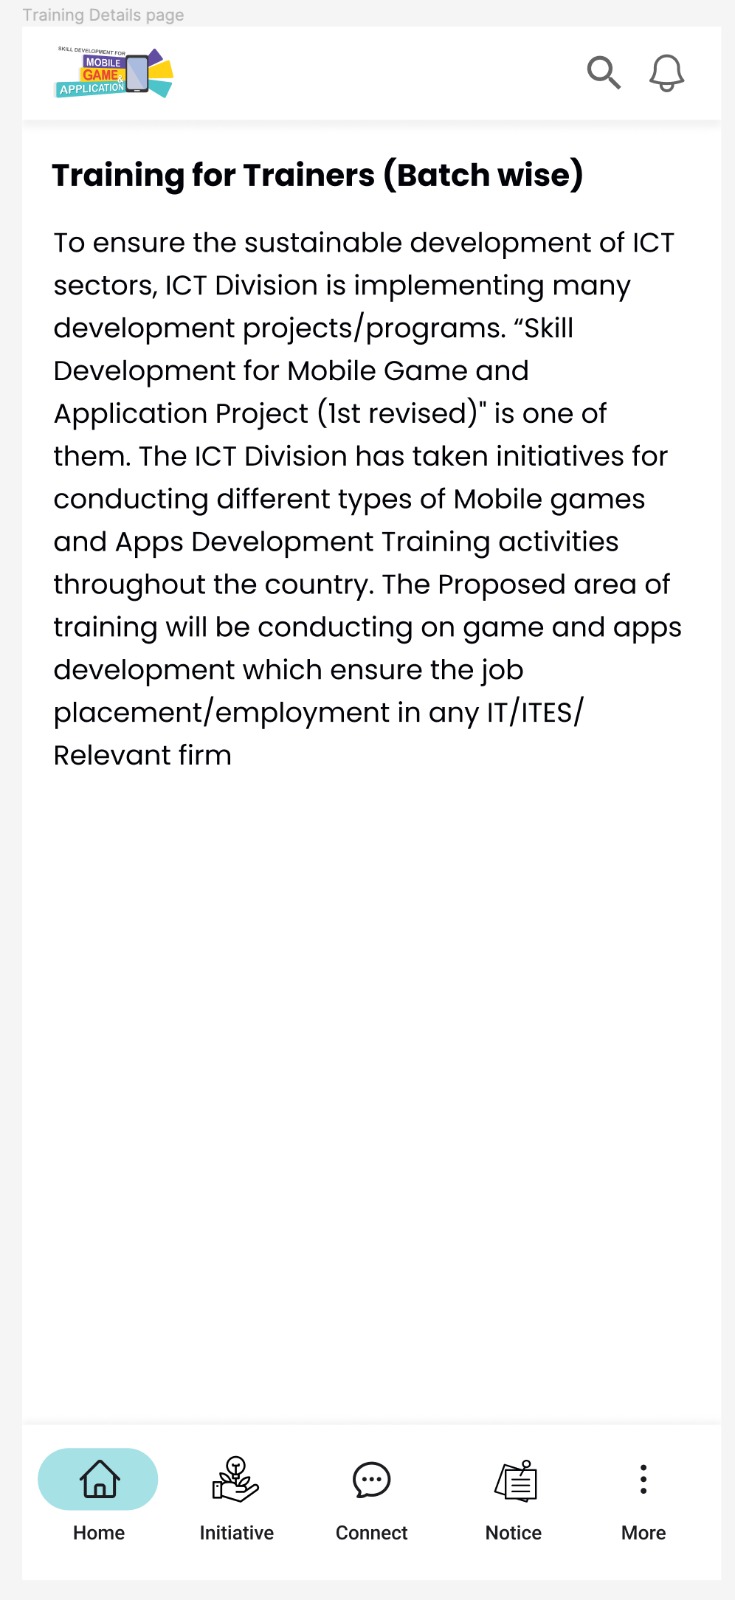 Training Details page
SKILL DEVELOPMENT FOR
MOBILE
GAME &
APPLICATION
Training for Trainers (Batch wise)
To ensure the sustainable development of ICT
sectors, ICT Division is implementing many
development projects/programs. “Skill
Development for Mobile Game and
Application Project (1st revised)" is one of
them. The ICT Division has taken initiatives for
conducting different types of Mobile games
and Apps Development Training activities
throughout the country. The Proposed area of
training will be conducting on game and apps
development which ensure the job
placement/employment in any IT/ITES/
Relevant firm
Home
Initiative
Connect
Notice
More